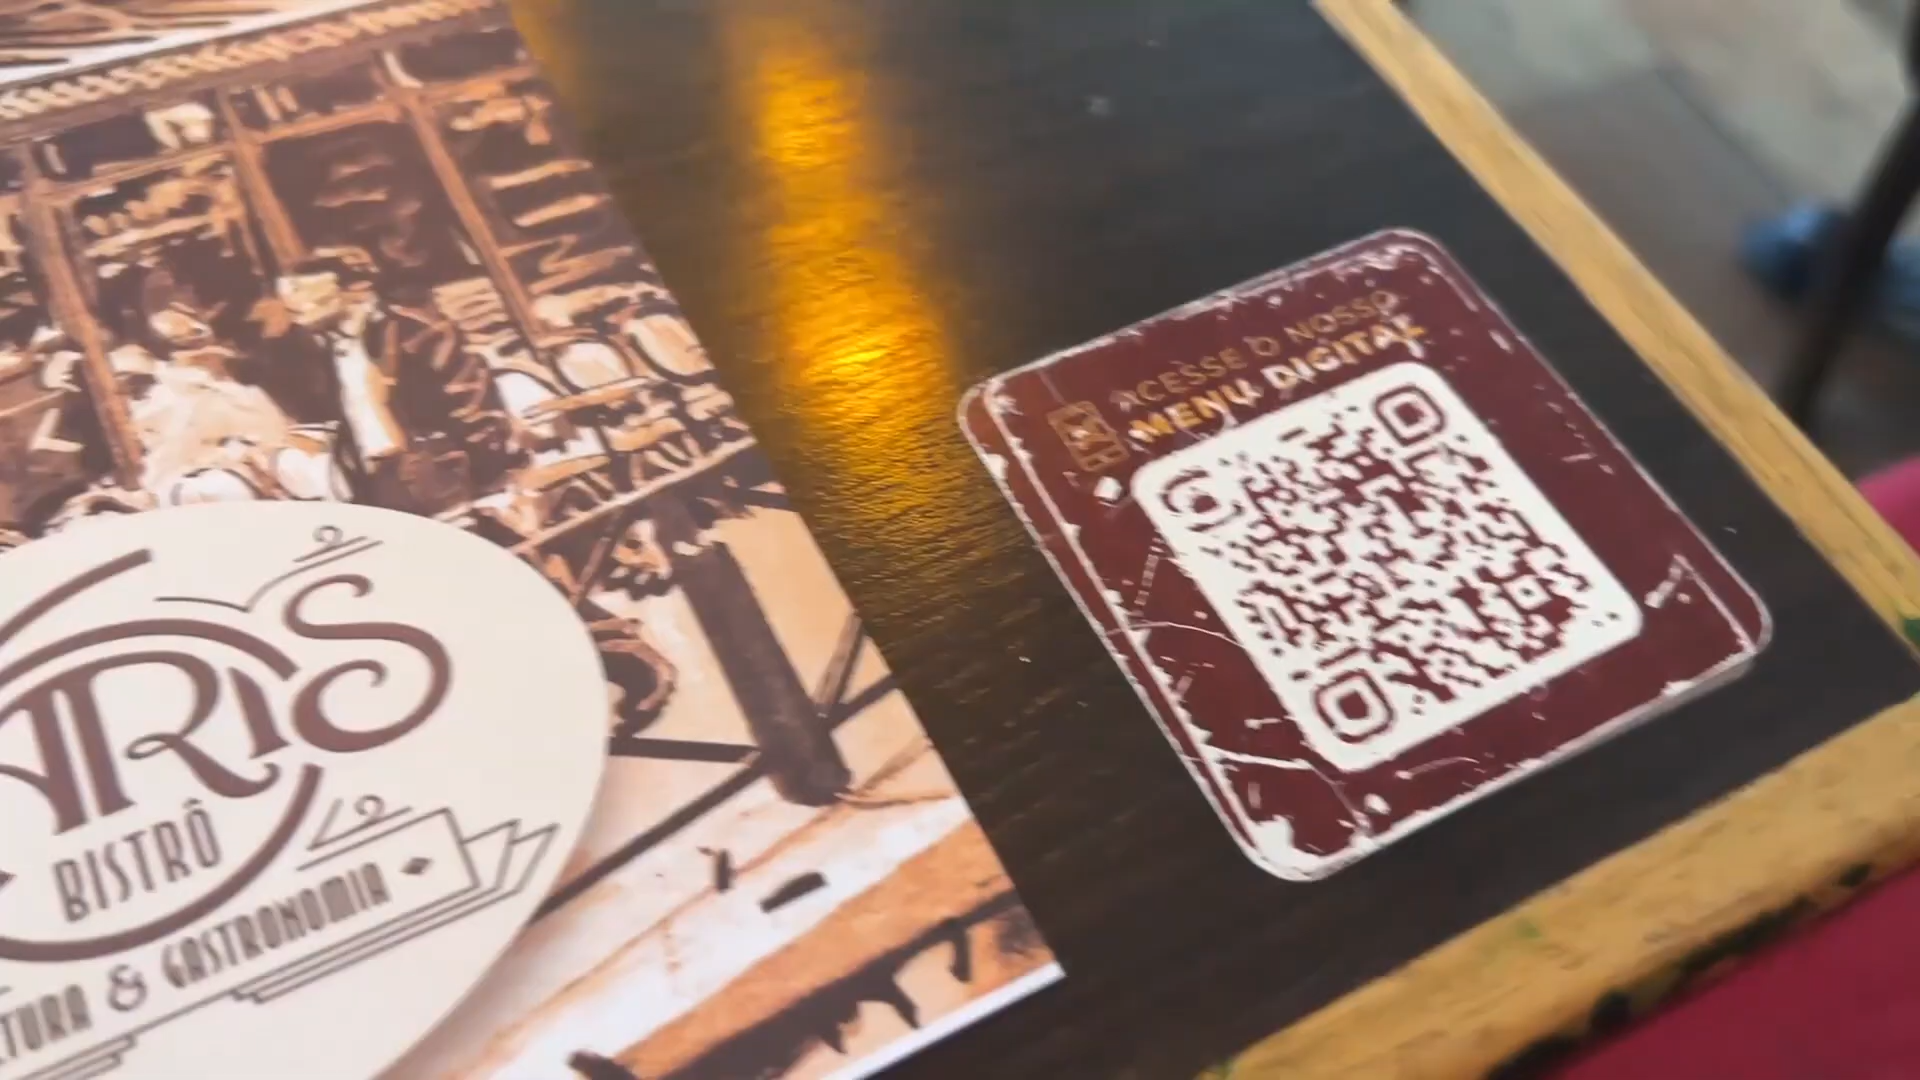 ARIS
BISTRÔ
TURA & GASTRONOMIA
ACESSE O NOSSO
MENU DIGITAL